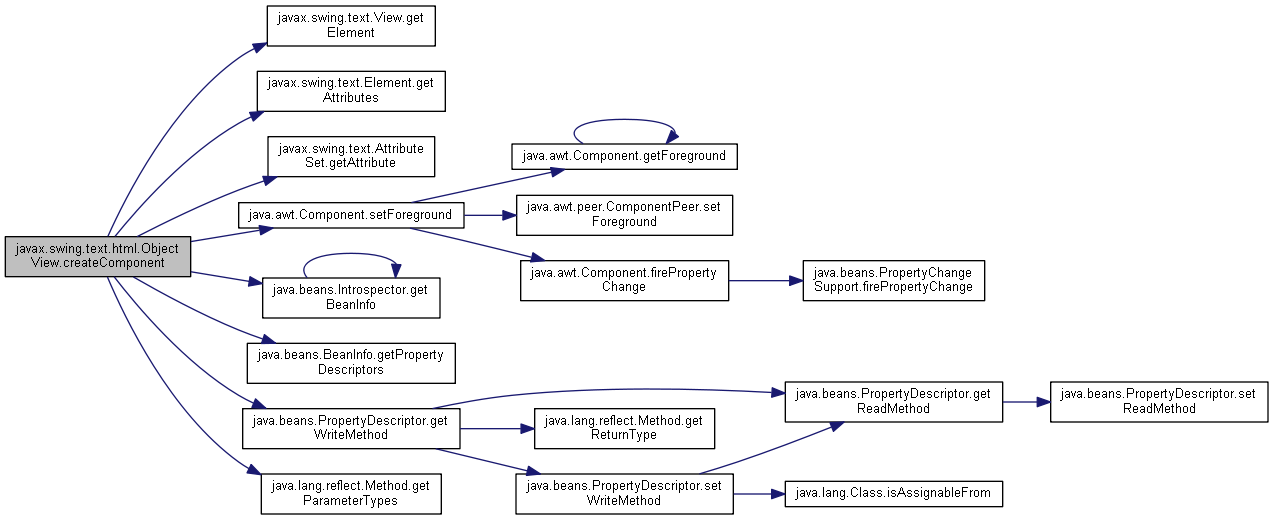 javax.swing.text.View.get
Element
javax.swing.text.Element.get
Attributes
javax.swing.text.Attribute
Set.getAttribute
java.awt.Component.getForeground
java.awt.Component.setForeground
java.awt.peer.ComponentPeer.set
Foreground
javax.swing.text.html.Object
View.createComponent
java.awt.Component.fireProperty
Change
java.beans.PropertyChange
Support.firePropertyChange
java.beans.Introspector.get
BeanInfo
java.beans.BeanInfo.getProperty
Descriptors
java.beans.PropertyDescriptor.get
ReadMethod
java.beans.PropertyDescriptor.set
ReadMethod
java.beans.PropertyDescriptor.get
WriteMethod
java.lang.reflect.Method.get
ReturnType
java.lang.reflect.Method.get
ParameterTypes
java.beans.PropertyDescriptor.set
WriteMethod
java.lang.Class.isAssignableFrom